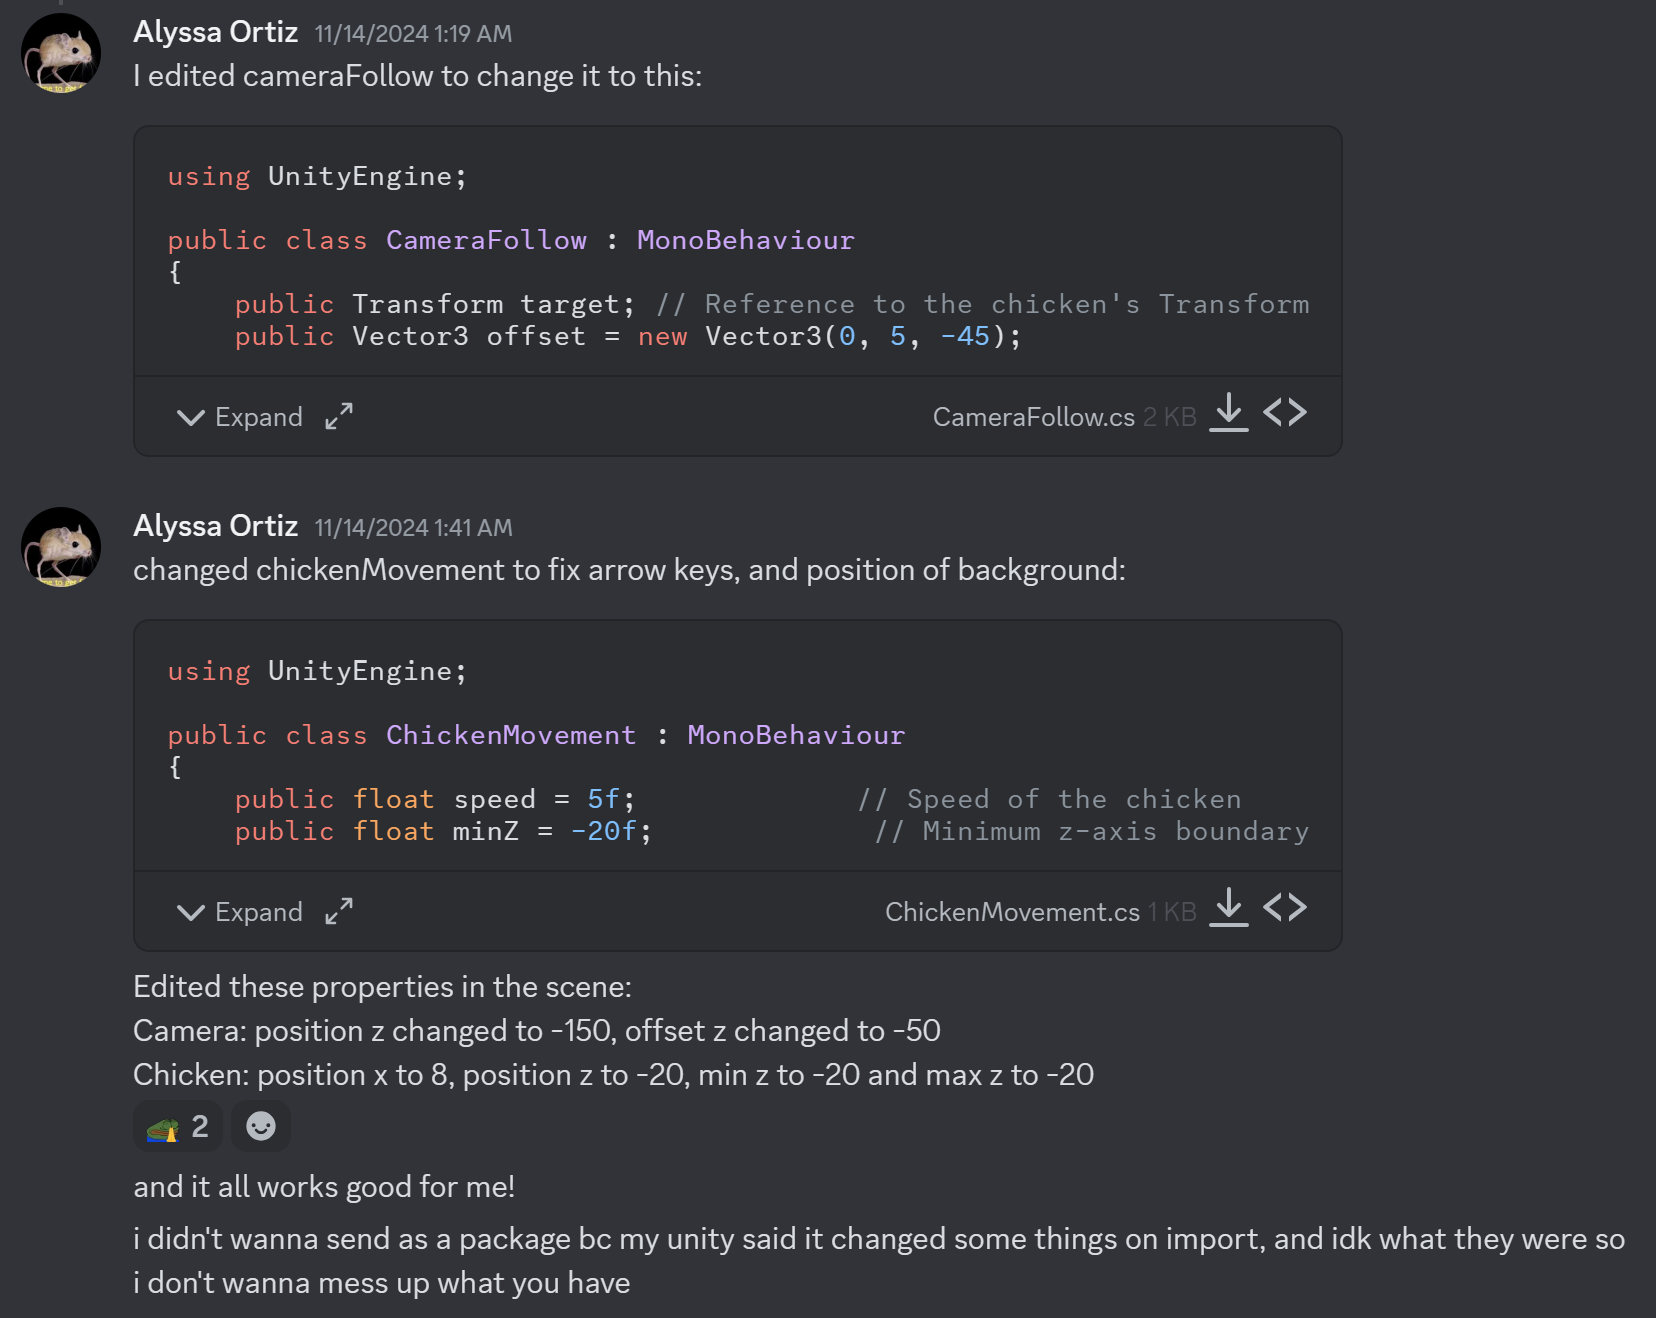 Alyssa Ortiz 11/14/2024 1:19 AM
I edited cameraFollow to change it to this:
using UnityEngine;
public class CameraFollow : MonoBehaviour
{
    public Transform target; // Reference to the chicken's Transform
    public Vector3 offset = new Vector3(0, 5, -45);
Expand CameraFollow.cs 2 KB
Alyssa Ortiz 11/14/2024 1:41 AM
changed chickenMovement to fix arrow keys, and position of background:
using UnityEngine;
public class ChickenMovement : MonoBehaviour
{
    public float speed = 5f;             // Speed of the chicken
    public float minZ = -20f;             // Minimum z-axis boundary
Expand ChickenMovement.cs 1 KB
Edited these properties in the scene:
Camera: position z changed to -150, offset z changed to -50
Chicken: position x to 8, position z to -20, min z to -20 and max z to -20
2
and it all works good for me!
i didn't wanna send as a package bc my unity said it changed some things on import, and idk what they were so
i don't wanna mess up what you have